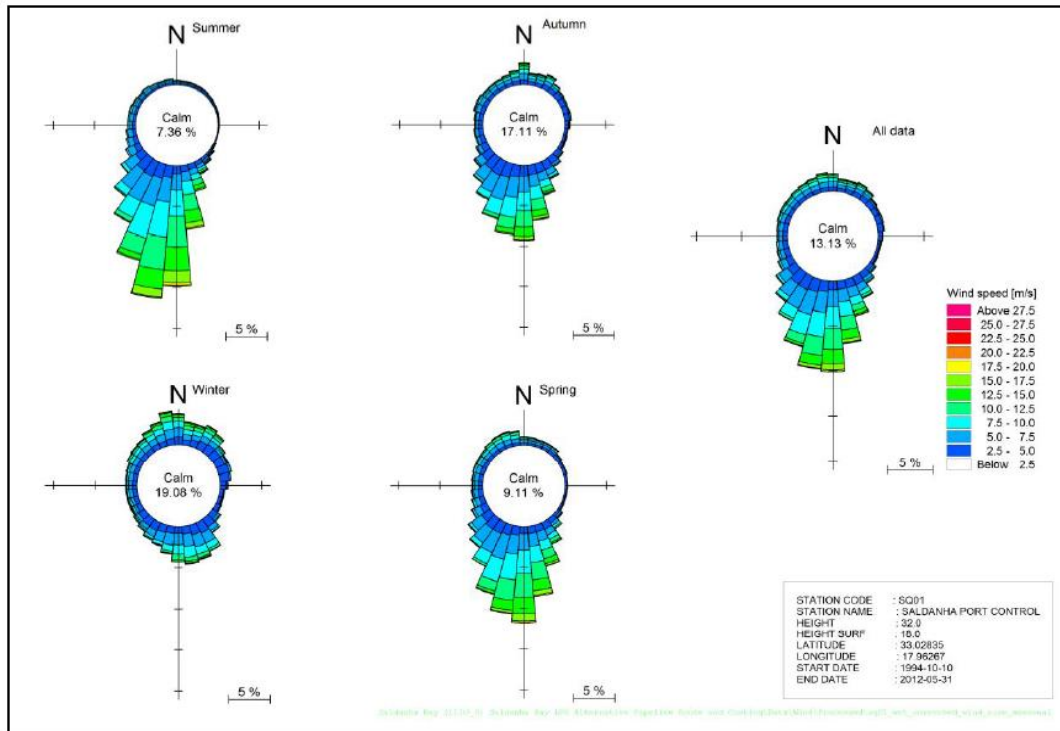 N Summer
Calm
7.36 %
5 %
N Autumn
Calm
17.11 %
5 %
N All data
Calm
13.13 %
5 %
Wind speed [m/s]
Above 27.5
25.0 - 27.5
22.5 - 25.0
20.0 - 22.5
17.5 - 20.0
15.0 - 17.5
12.5 - 15.0
10.0 - 12.5
7.5 - 10.0
5.0 - 7.5
2.5 - 5.0
Below 2.5
N Winter
Calm
19.08 %
5 %
N Spring
Calm
9.11 %
5 %
STATION CODE : SQ01
STATION NAME : SALDANHA PORT CONTROL
HEIGHT : 32.0
HEIGHT SURF : 18.0
LATITUDE : 33.02835
LONGITUDE : 17.96267
START DATE : 1994-10-10
END DATE : 2012-05-31
Saldanha Bay